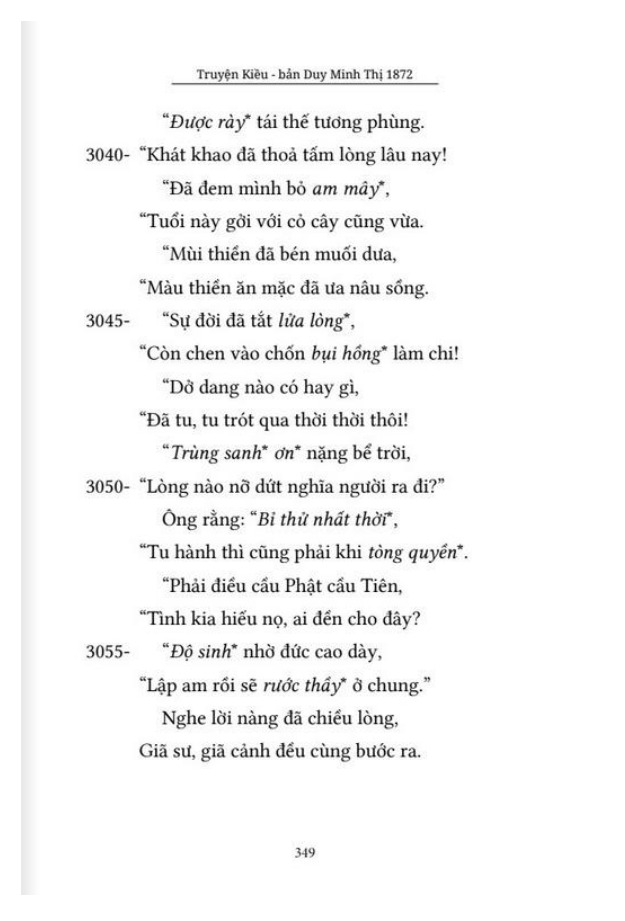 Truyện Kiều - bản Duy Minh Thị 1872
“Được rày* tái thế tương phùng.
3040- “Khát khao đã thoả tấm lòng lâu nay!
“Đã đem mình bỏ am mây*,
“Tuổi này gởi với cỏ cây cũng vừa.
“Mùi thiền đã bén muối dưa,
“Màu thiền ăn mặc đã ưa nâu sồng.
3045- “Sự đời đã tắt lửa lòng*,
“Còn chen vào chốn bụi hồng* làm chi!
“Dở dang nào có hay gì,
“Đã tu, tu trót qua thời thời thôi!
“Trùng sanh* ơn* nặng bể trời,
3050- “Lòng nào nỡ dứt nghĩa người ra đi?”
Ông rằng: “Bỉ thử nhất thời*,
“Tu hành thì cũng phải khi tòng quyền*.
“Phải điều cầu Phật cầu Tiên,
“Tình kia hiếu nọ, ai đền cho đây?
3055- “Độ sinh* nhờ đức cao dày,
“Lập am rồi sẽ rước thầy* ở chung.”
Nghe lời nàng đã chiều lòng,
Giã sư, giã cảnh đều cùng bước ra.
349